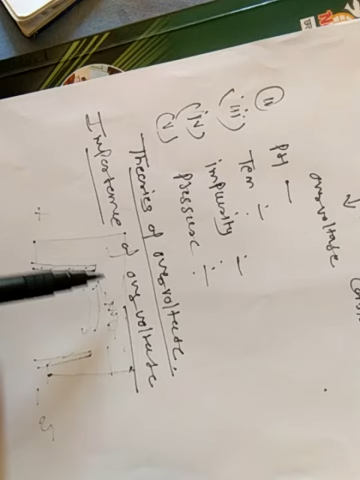 ↓
overvoltage
(ii) PH -
(iii) Tem :-
(iv) impurity -
(v) pressure :-
Theories of overvoltage.
Importance of overvoltage